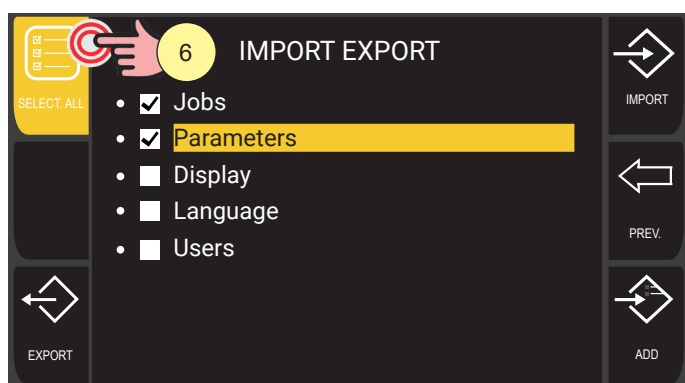 6
IMPORT EXPORT
SELECT. ALL
IMPORT
Jobs
Parameters
Display
Language
Users
PREV.
EXPORT
ADD